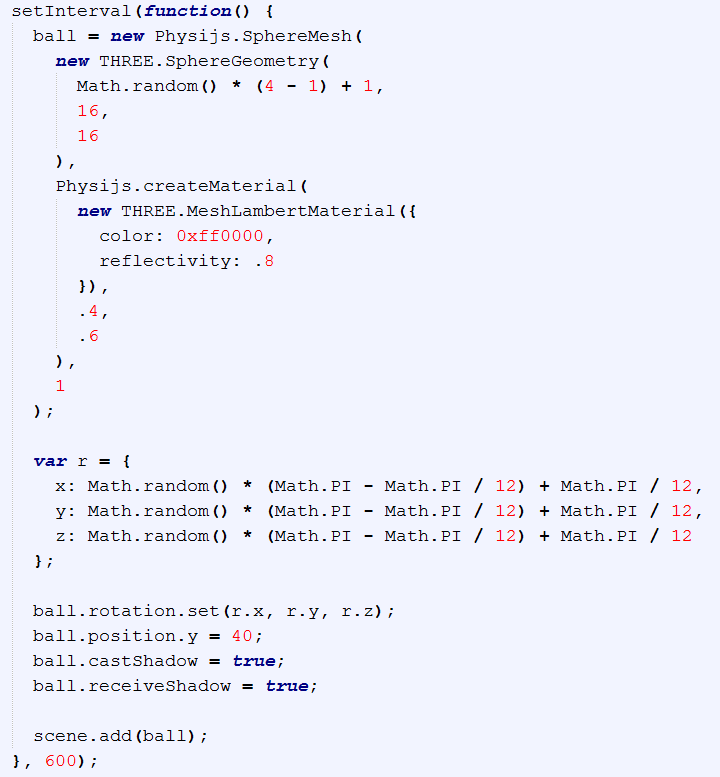 setInterval(function() {
  ball = new Physijs.SphereMesh(
    new THREE.SphereGeometry(
      Math.random() * (4 - 1) + 1,
      16,
      16
    ),
    Physijs.createMaterial(
      new THREE.MeshLambertMaterial({
        color: 0xff0000,
        reflectivity: .8
      }),
      .4,
      .6
    ),
    1
  );

  var r = {
    x: Math.random() * (Math.PI - Math.PI / 12) + Math.PI / 12,
    y: Math.random() * (Math.PI - Math.PI / 12) + Math.PI / 12,
    z: Math.random() * (Math.PI - Math.PI / 12) + Math.PI / 12
  };

  ball.rotation.set(r.x, r.y, r.z);
  ball.position.y = 40;
  ball.castShadow = true;
  ball.receiveShadow = true;

  scene.add(ball);
}, 600);